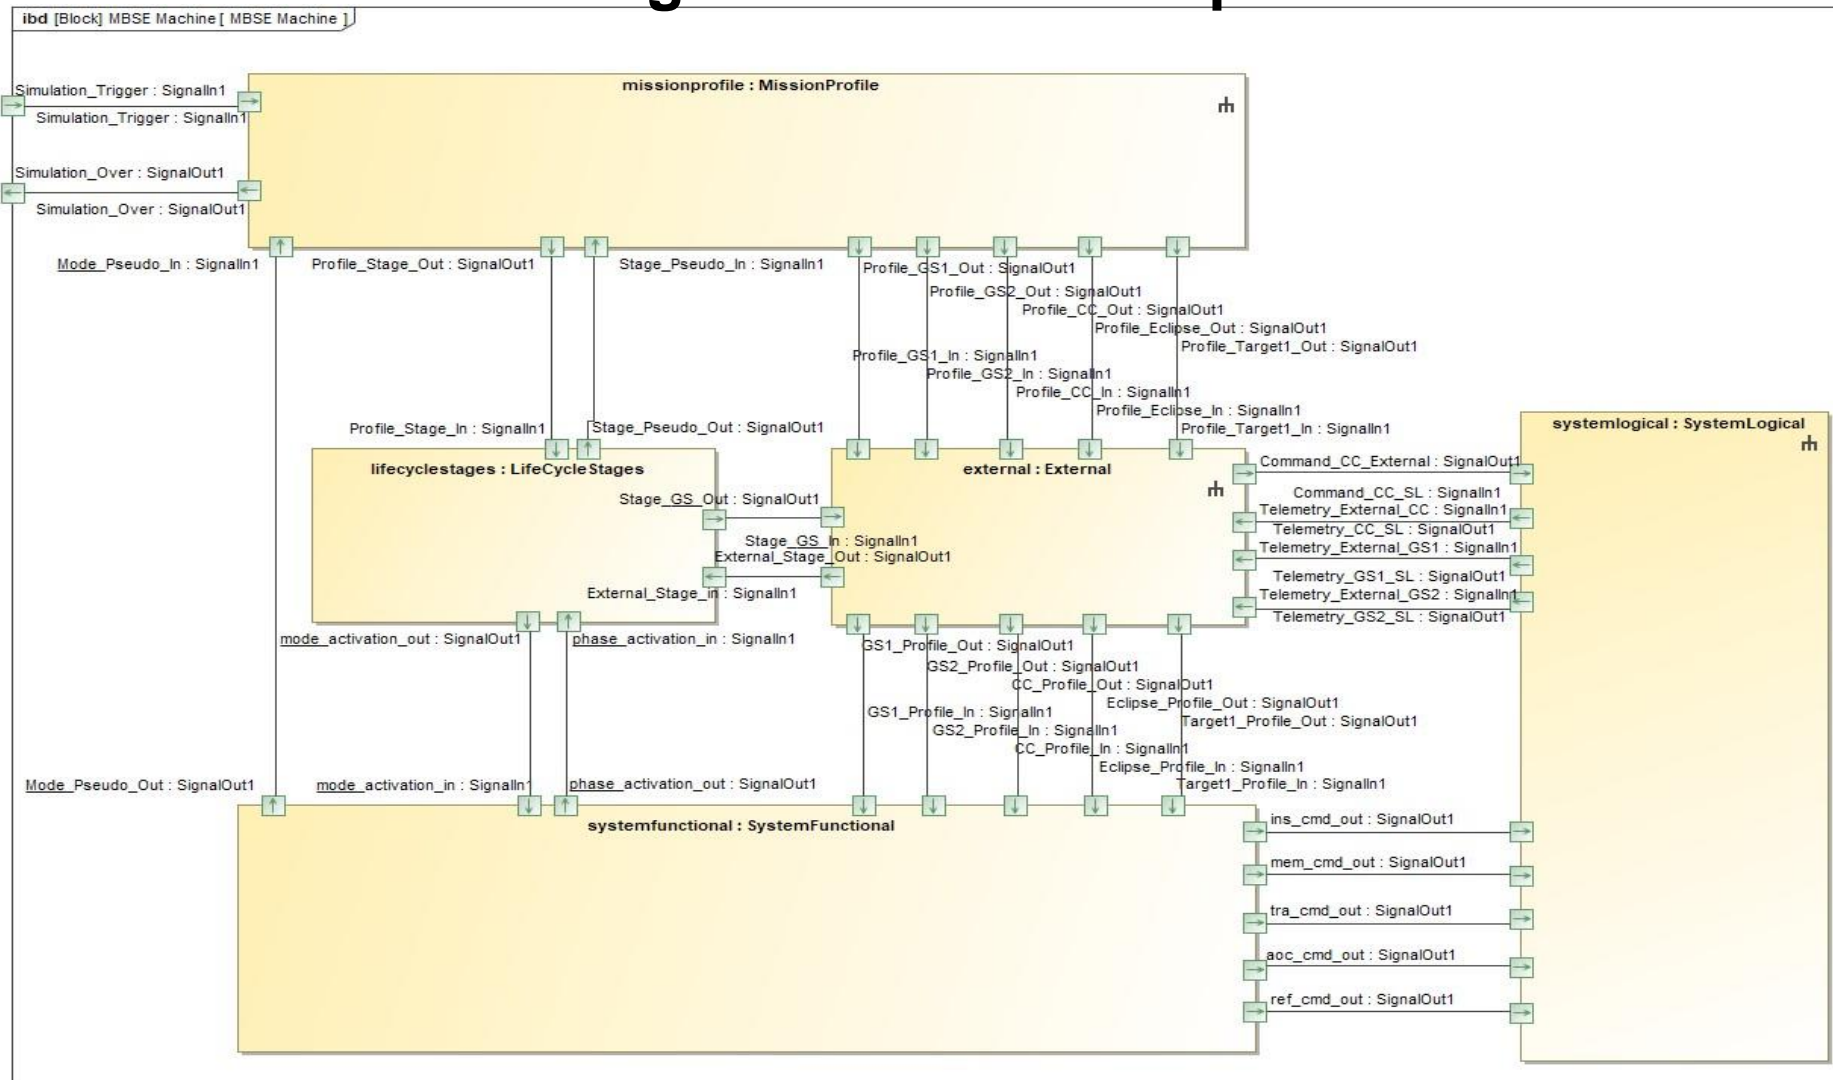 ibd [Block] MBSE Machine [ MBSE Machine ]
missionprofile : MissionProfile
Simulation_Trigger : SignalIn1
Simulation_Trigger : SignalIn1
Simulation_Over : SignalOut1
Simulation_Over : SignalOut1
Mode_Pseudo_In : SignalIn1
Profile_Stage_Out : SignalOut1
Stage_Pseudo_In : SignalIn1
Profile_GS1_Out : SignalOut1
Profile_GS2_Out : SignalOut1
Profile_CC_Out : SignalOut1
Profile_Eclipse_Out : SignalOut1
Profile_Target1_Out : SignalOut1
Profile_GS1_In : SignalIn1
Profile_GS2_In : SignalIn1
Profile_CC_In : SignalIn1
Profile_Eclipse_In : SignalIn1
Profile_Target1_In : SignalIn1
Profile_Stage_In : SignalIn1
Stage_Pseudo_Out : SignalOut1
lifecyclestages : LifeCycleStages
external : External
systemlogical : SystemLogical
Stage_GS_Out : SignalOut1
Stage_GS_In : SignalIn1
External_Stage_Out : SignalOut1
External_Stage_in : SignalIn1
Command_CC_External : SignalOut1
Command_CC_SL : SignalIn1
Telemetry_External_CC : SignalIn1
Telemetry_CC_SL : SignalOut1
Telemetry_External_GS1 : SignalIn1
Telemetry_GS1_SL : SignalOut1
Telemetry_External_GS2 : SignalIn1
Telemetry_GS2_SL : SignalOut1
mode_activation_out : SignalOut1
phase_activation_in : SignalIn1
GS1_Profile_Out : SignalOut1
GS2_Profile_Out : SignalOut1
CC_Profile_Out : SignalOut1
Eclipse_Profile_Out : SignalOut1
Target1_Profile_Out : SignalOut1
GS1_Profile_In : SignalIn1
GS2_Profile_In : SignalIn1
CC_Profile_In : SignalIn1
Eclipse_Profile_In : SignalIn1
Target1_Profile_In : SignalIn1
Mode_Pseudo_Out : SignalOut1
mode_activation_in : SignalIn1
phase_activation_out : SignalOut1
systemfunctional : SystemFunctional
ins_cmd_out : SignalOut1
mem_cmd_out : SignalOut1
tra_cmd_out : SignalOut1
aoc_cmd_out : SignalOut1
ref_cmd_out : SignalOut1